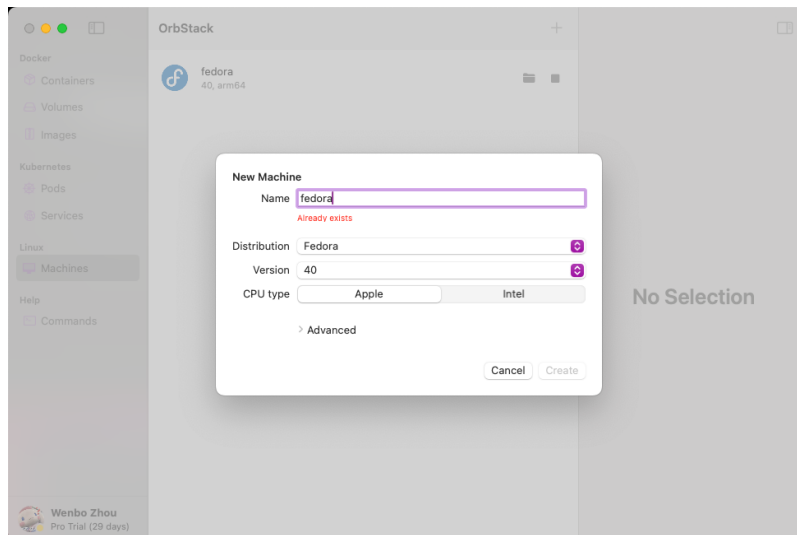 OrbStack
Docker
Containers
Volumes
Images
Kubernetes
Pods
Services
Linux
Machines
Help
Commands
Wenbo Zhou
Pro Trial (29 days)
fedora
40, arm64
New Machine
Name fedora
Already exists
Distribution Fedora
Version 40
CPU type Apple Intel
Advanced
Cancel Create
No Selection